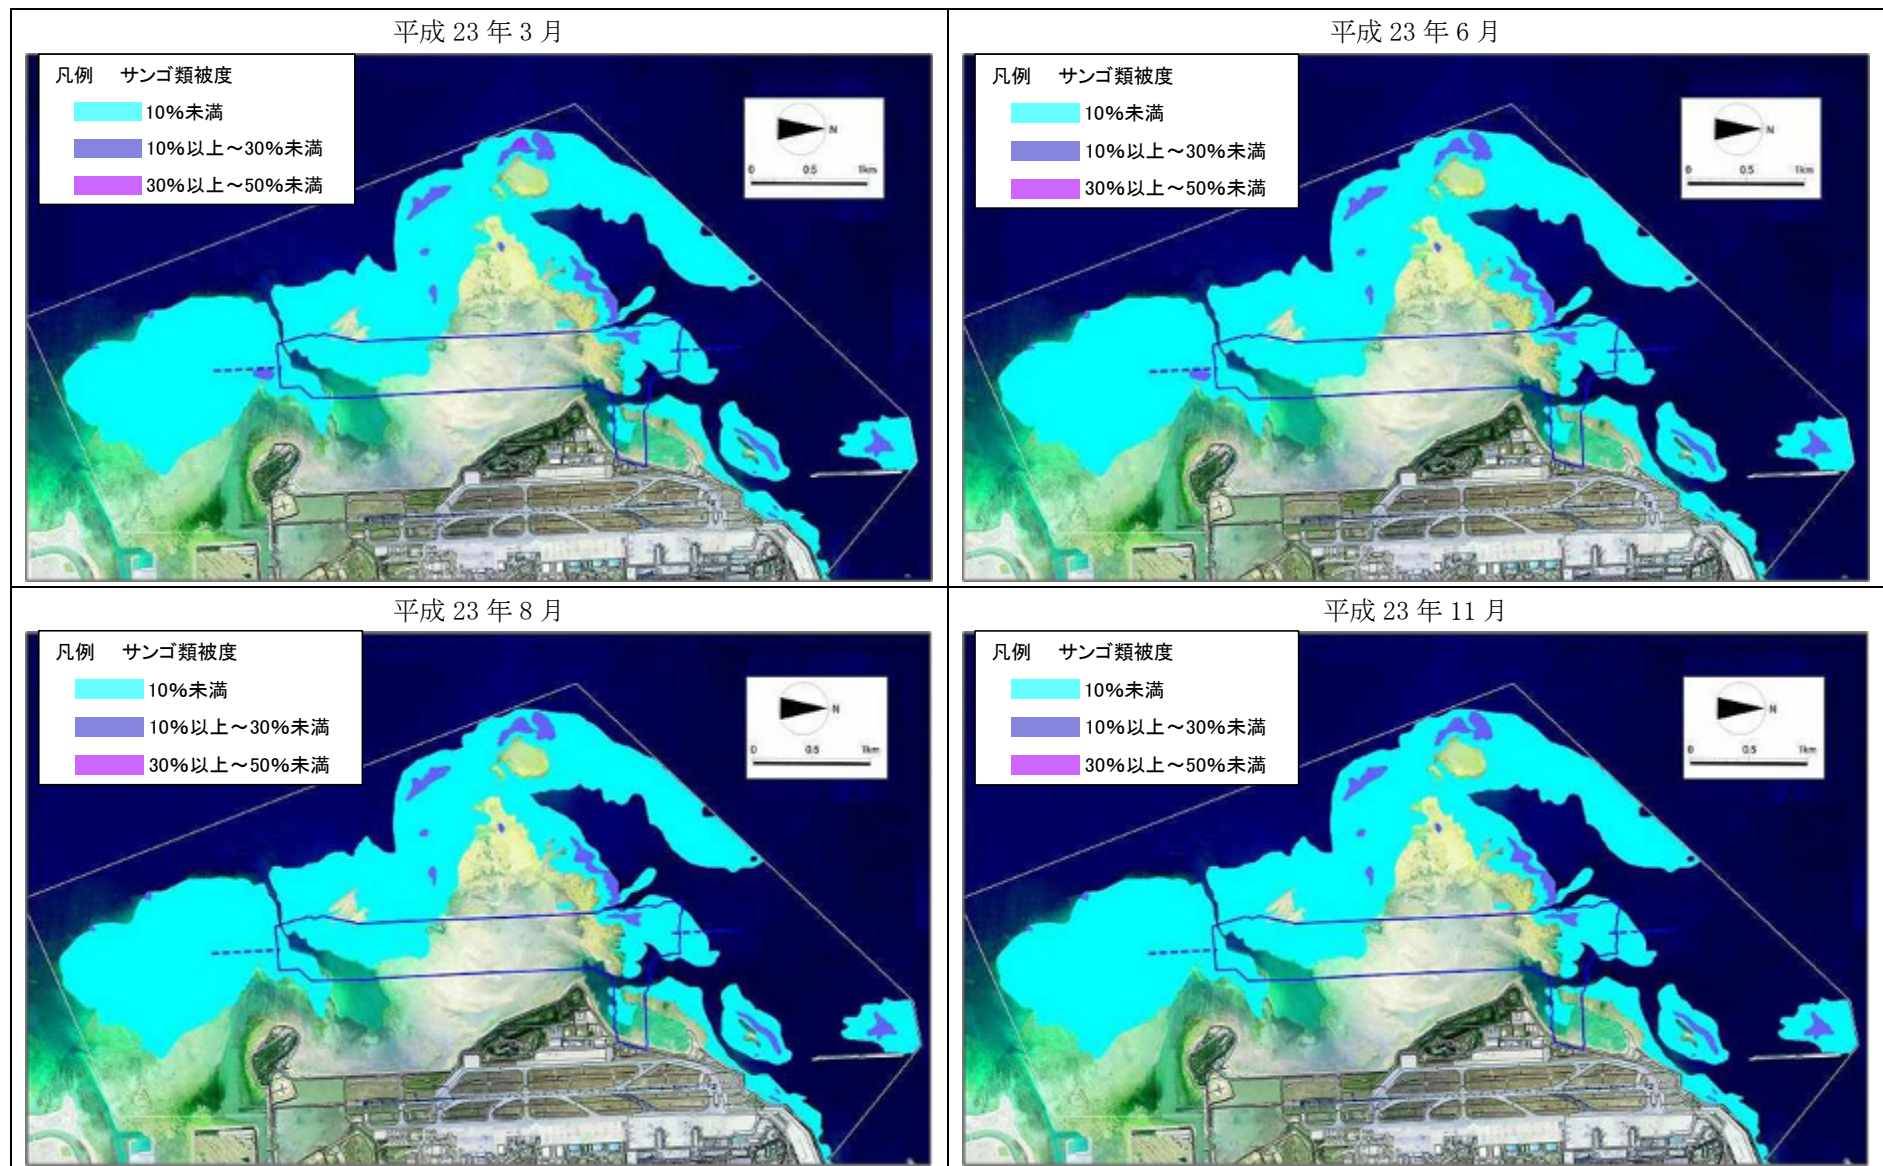 平成 23 年 3 月
凡例 サンゴ類被度
10%未満
10%以上～30%未満
30%以上～50%未満
N
0 0.5 1km
平成 23 年 6 月
凡例 サンゴ類被度
10%未満
10%以上～30%未満
30%以上～50%未満
N
0 0.5 1km
平成 23 年 8 月
凡例 サンゴ類被度
10%未満
10%以上～30%未満
30%以上～50%未満
N
0 0.5 1km
平成 23 年 11 月
凡例 サンゴ類被度
10%未満
10%以上～30%未満
30%以上～50%未満
N
0 0.5 1km